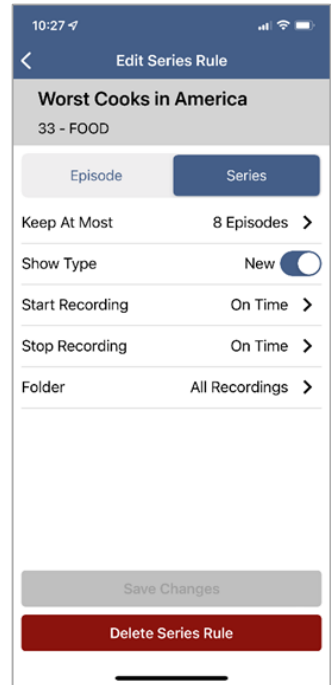 10:27
Edit Series Rule
Worst Cooks in America
33 - FOOD
Episode Series
Keep At Most 8 Episodes
Show Type New
Start Recording On Time
Stop Recording On Time
Folder All Recordings
Save Changes
Delete Series Rule